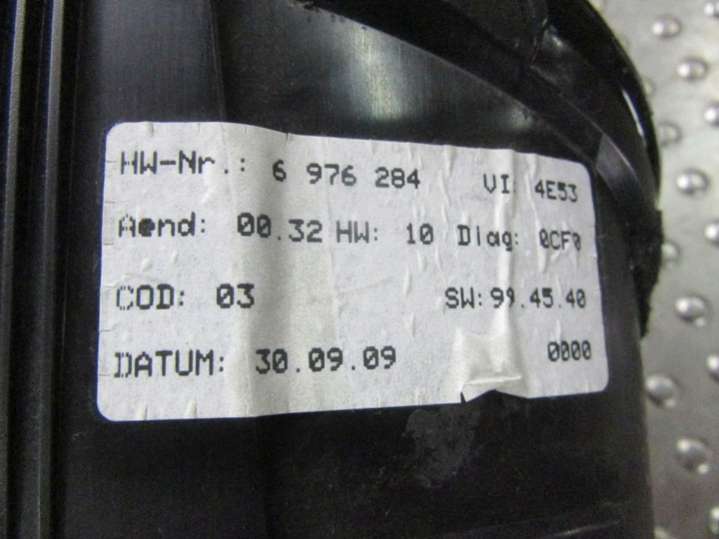 HW-Nr.: 6 976 284 VI: 4E53
Aend: 00.32 HW: 10 Diag: 0CF0
COD: 03 SW: 99.45.40
DATUM: 30.09.09 0000